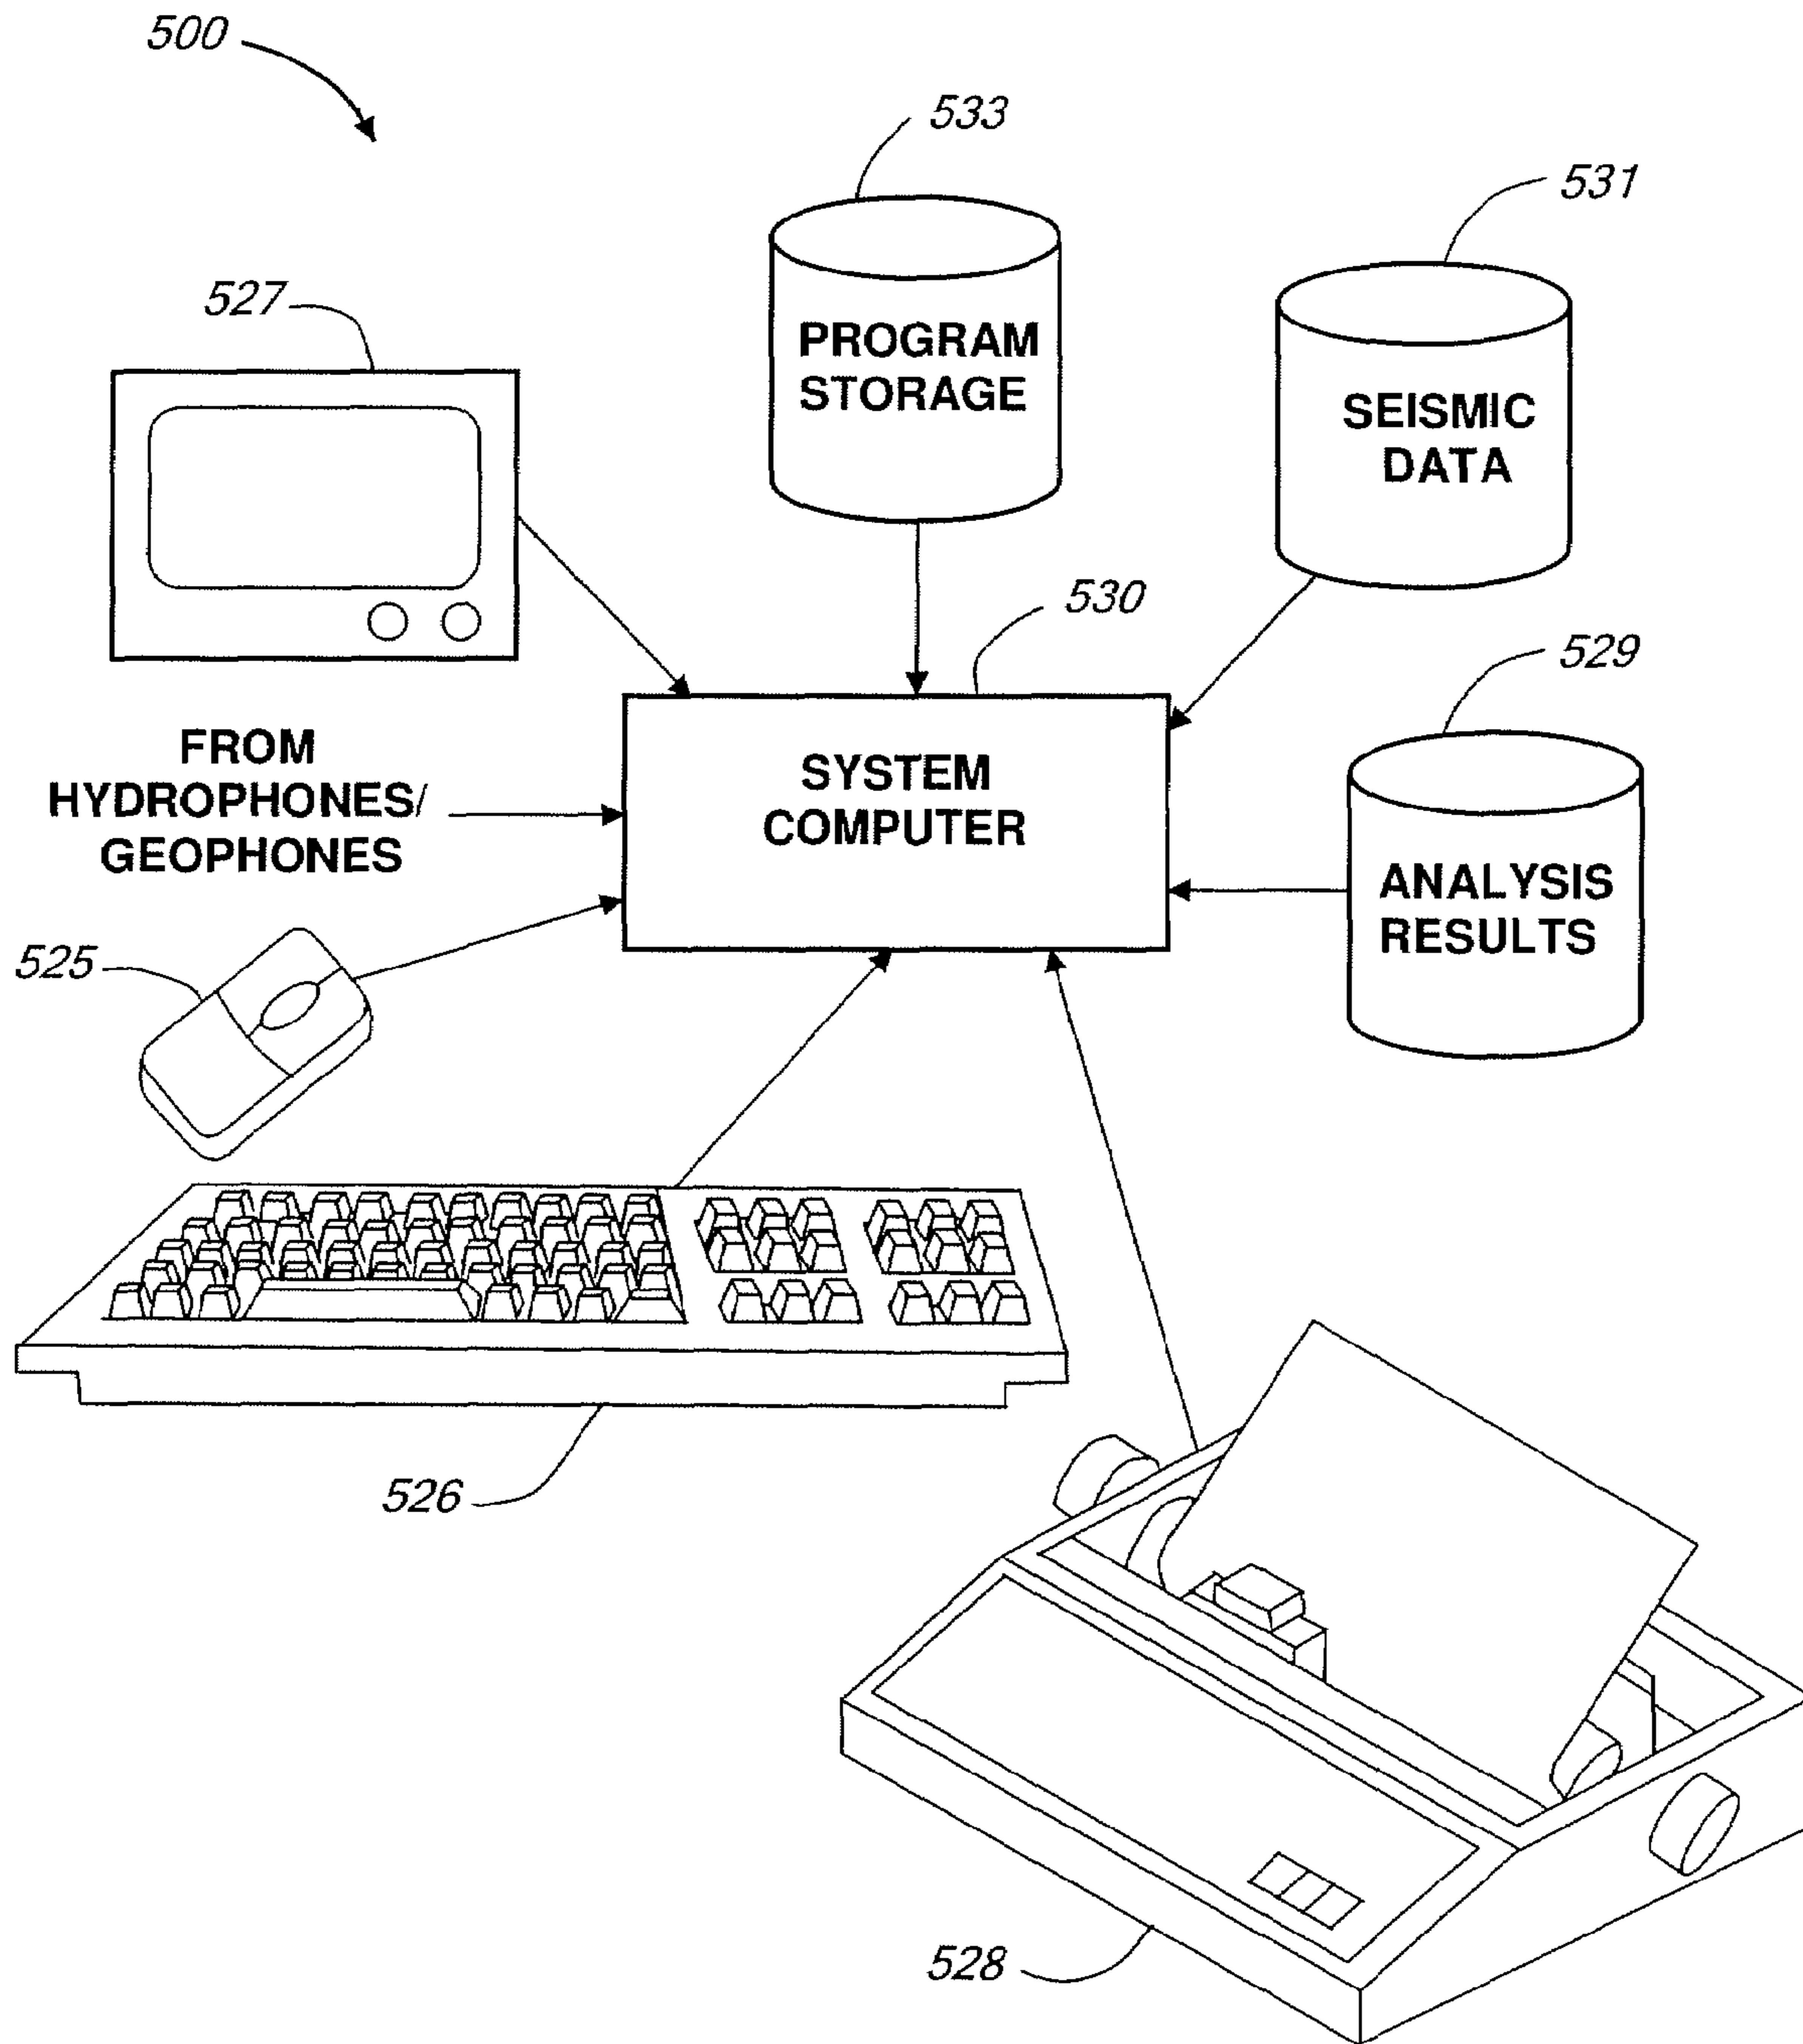 500
533
531
527
PROGRAM
STORAGE
SEISMIC
DATA
530
529
FROM
HYDROPHONES/
GEOPHONES
SYSTEM
COMPUTER
ANALYSIS
RESULTS
525
526
528